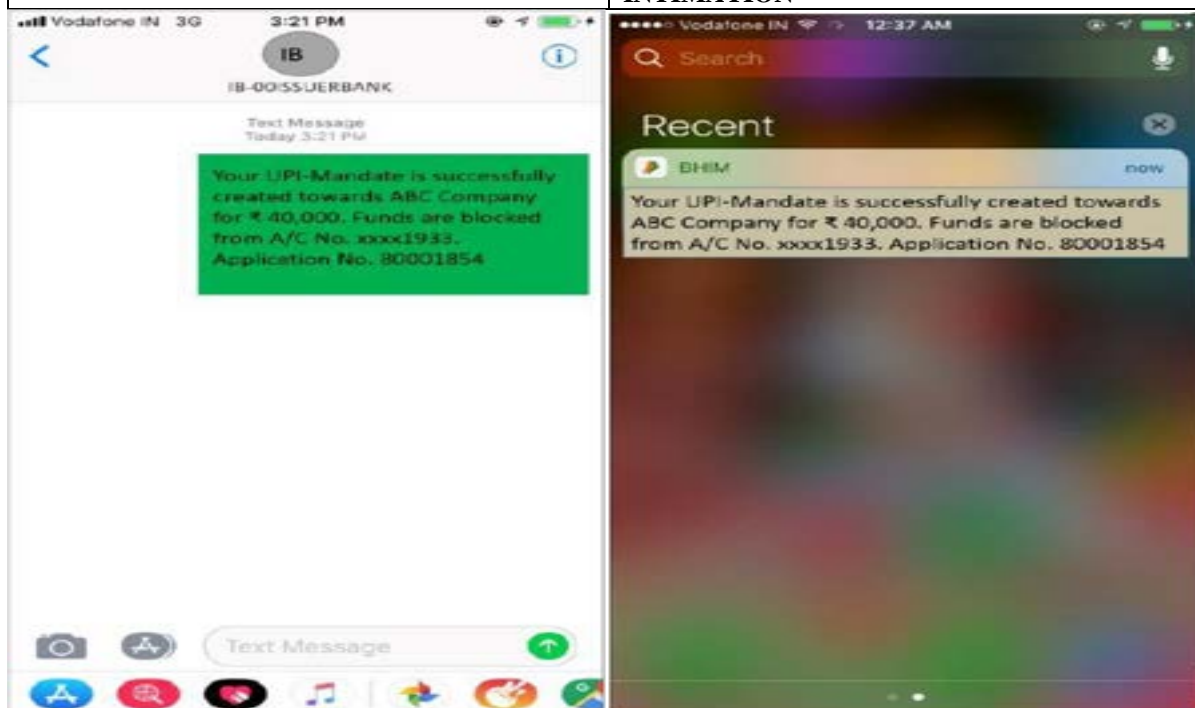 INTIMATION
Vodafone IN 3G 3:21 PM
IB
IB-00ISSUERBANK
Text Message
Today 3:21 PM
Your UPI-Mandate is successfully
created towards ABC Company
for ₹ 40,000. Funds are blocked
from A/C No. xxxx1933.
Application No. 80001854
Text Message
Vodafone IN 12:37 AM
Search
Recent
BHIM now
Your UPI-Mandate is successfully created towards
ABC Company for ₹ 40,000. Funds are blocked
from A/C No. xxxx1933. Application No. 80001854